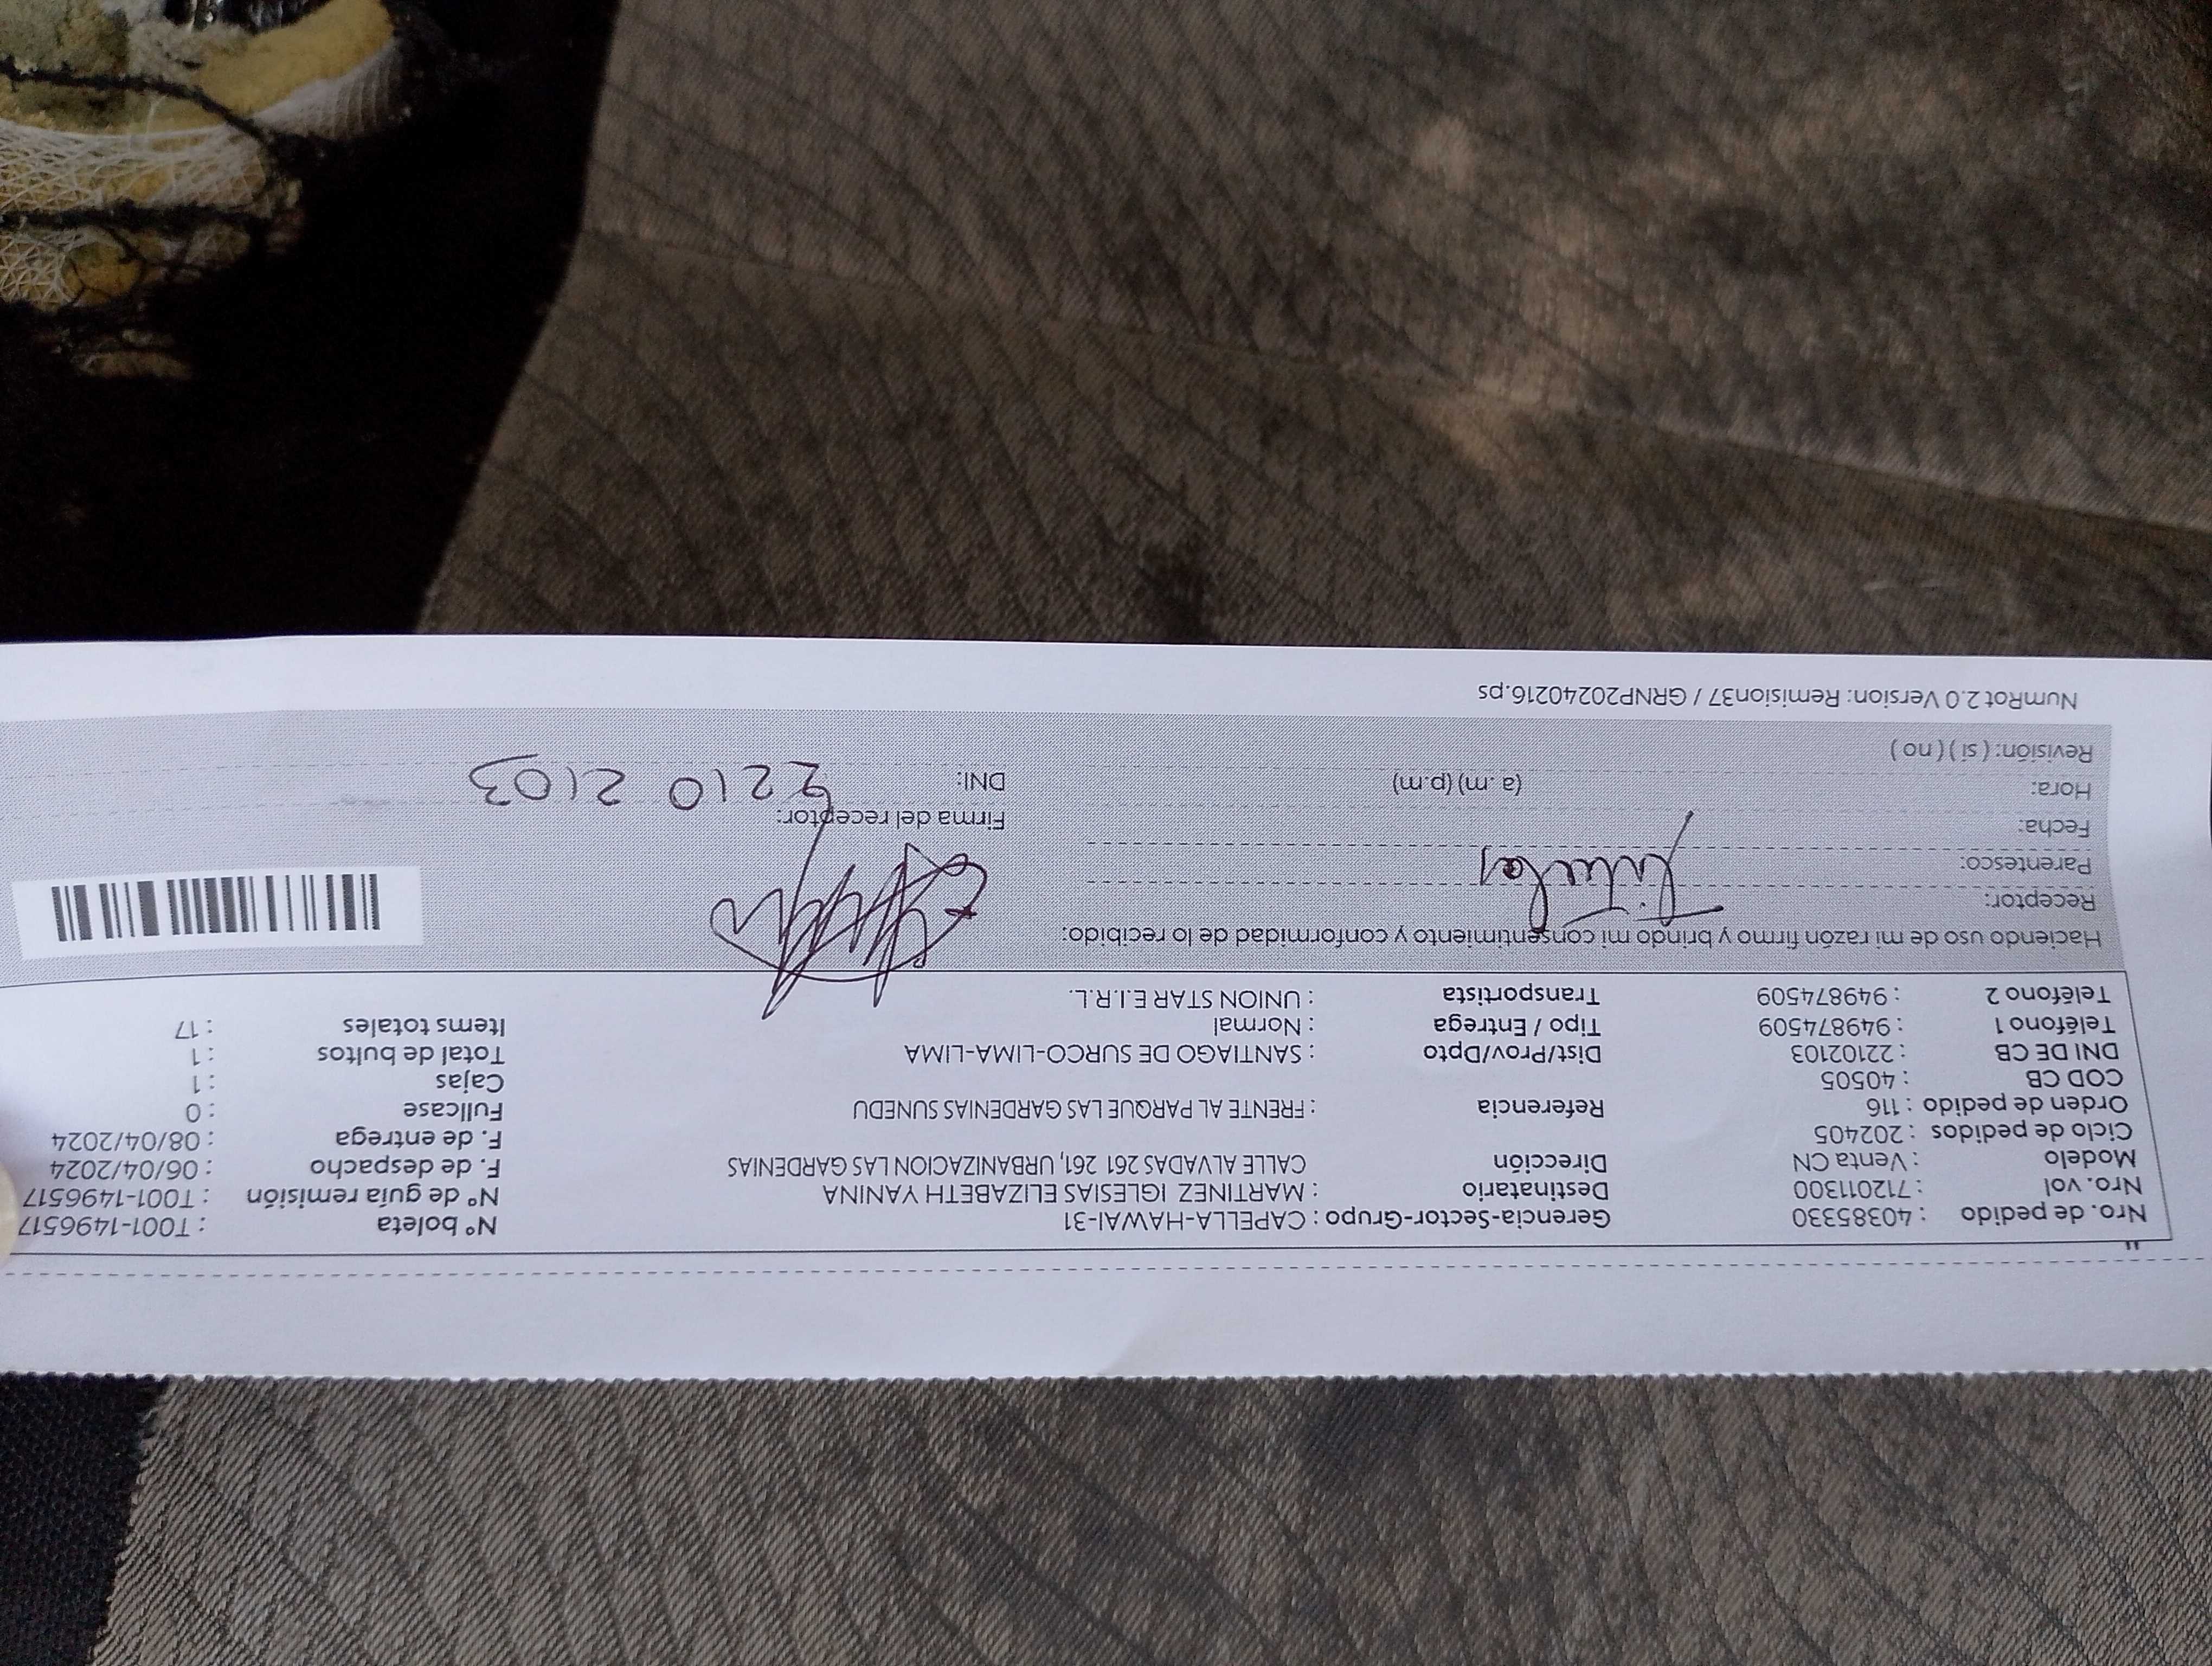 "
Nro. de pedido : 40385330 Gerencia-Sector-Grupo : CAPELLA-HAWAI-31 N° boleta : T001-1496517
Nro. vol : 712011300 Destinatario : MARTINEZ IGLESIAS ELIZABETH YANINA N° de guía remisión : T001-1496517
Modelo : Venta CN Dirección CALLE ALVADAS 261 261, URBANIZACION LAS GARDENIAS F. de despacho : 06/04/2024
Ciclo de pedidos : 202405 F. de entrega : 08/04/2024
Orden de pedido : 116 Referencia : FRENTE AL PARQUE LAS GARDENIAS SUNEDU Fullcase : 0
COD CB : 40505 Cajas : 1
DNI DE CB : 22102103 Dist/Prov/Dpto : SANTIAGO DE SURCO-LIMA-LIMA Total de bultos : 1
Teléfono 1 : 949874509 Tipo / Entrega : Normal Items totales : 17
Teléfono 2 : 949874509 Transportista : UNION STAR E.I.R.L.
Haciendo uso de mi razón firmo y brindo mi consentimiento y conformidad de lo recibido:
Receptor: Titular
Parentesco:
Fecha: Firma del receptor:
Hora: (a .m) (p.m) DNI: 2210 2103
Revisión: ( si ) ( no )
NumRot 2.0 Version: Remision37 / GRNP20240216.ps